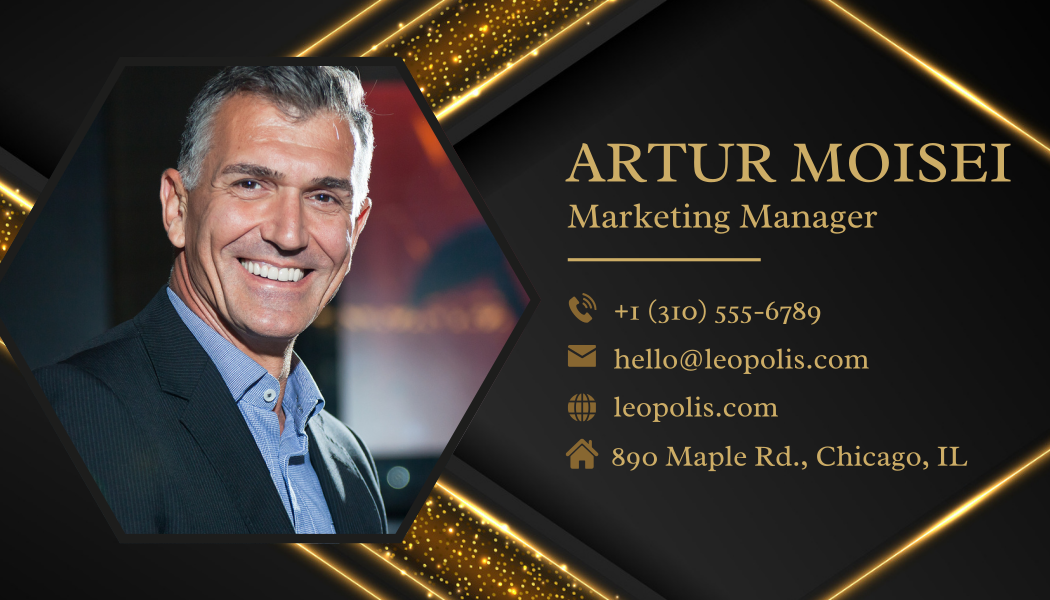 ARTUR MOISEI
Marketing Manager
+1 (310) 555-6789
hello@leopolis.com
leopolis.com
890 Maple Rd., Chicago, IL